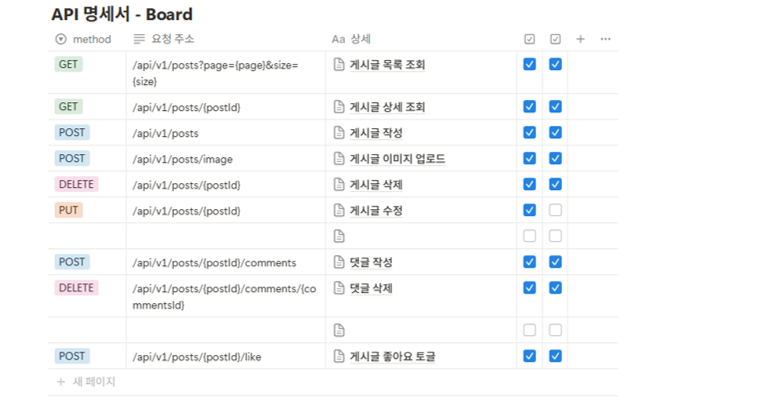 API 명세서 - Board
method 요청 주소 Aa 상세
GET /api/v1/posts?page={page}&size= 게시글 목록 조회
{size}
GET /api/v1/posts/{postId} 게시글 상세 조회
POST /api/v1/posts 게시글 작성
POST /api/v1/posts/image 게시글 이미지 업로드
DELETE /api/v1/posts/{postId} 게시글 삭제
PUT /api/v1/posts/{postId} 게시글 수정
POST /api/v1/posts/{postId}/comments 댓글 작성
DELETE /api/v1/posts/{postId}/comments/{co 댓글 삭제
mmentsId}
POST /api/v1/posts/{postId}/like 게시글 좋아요 토글
+ 새 페이지